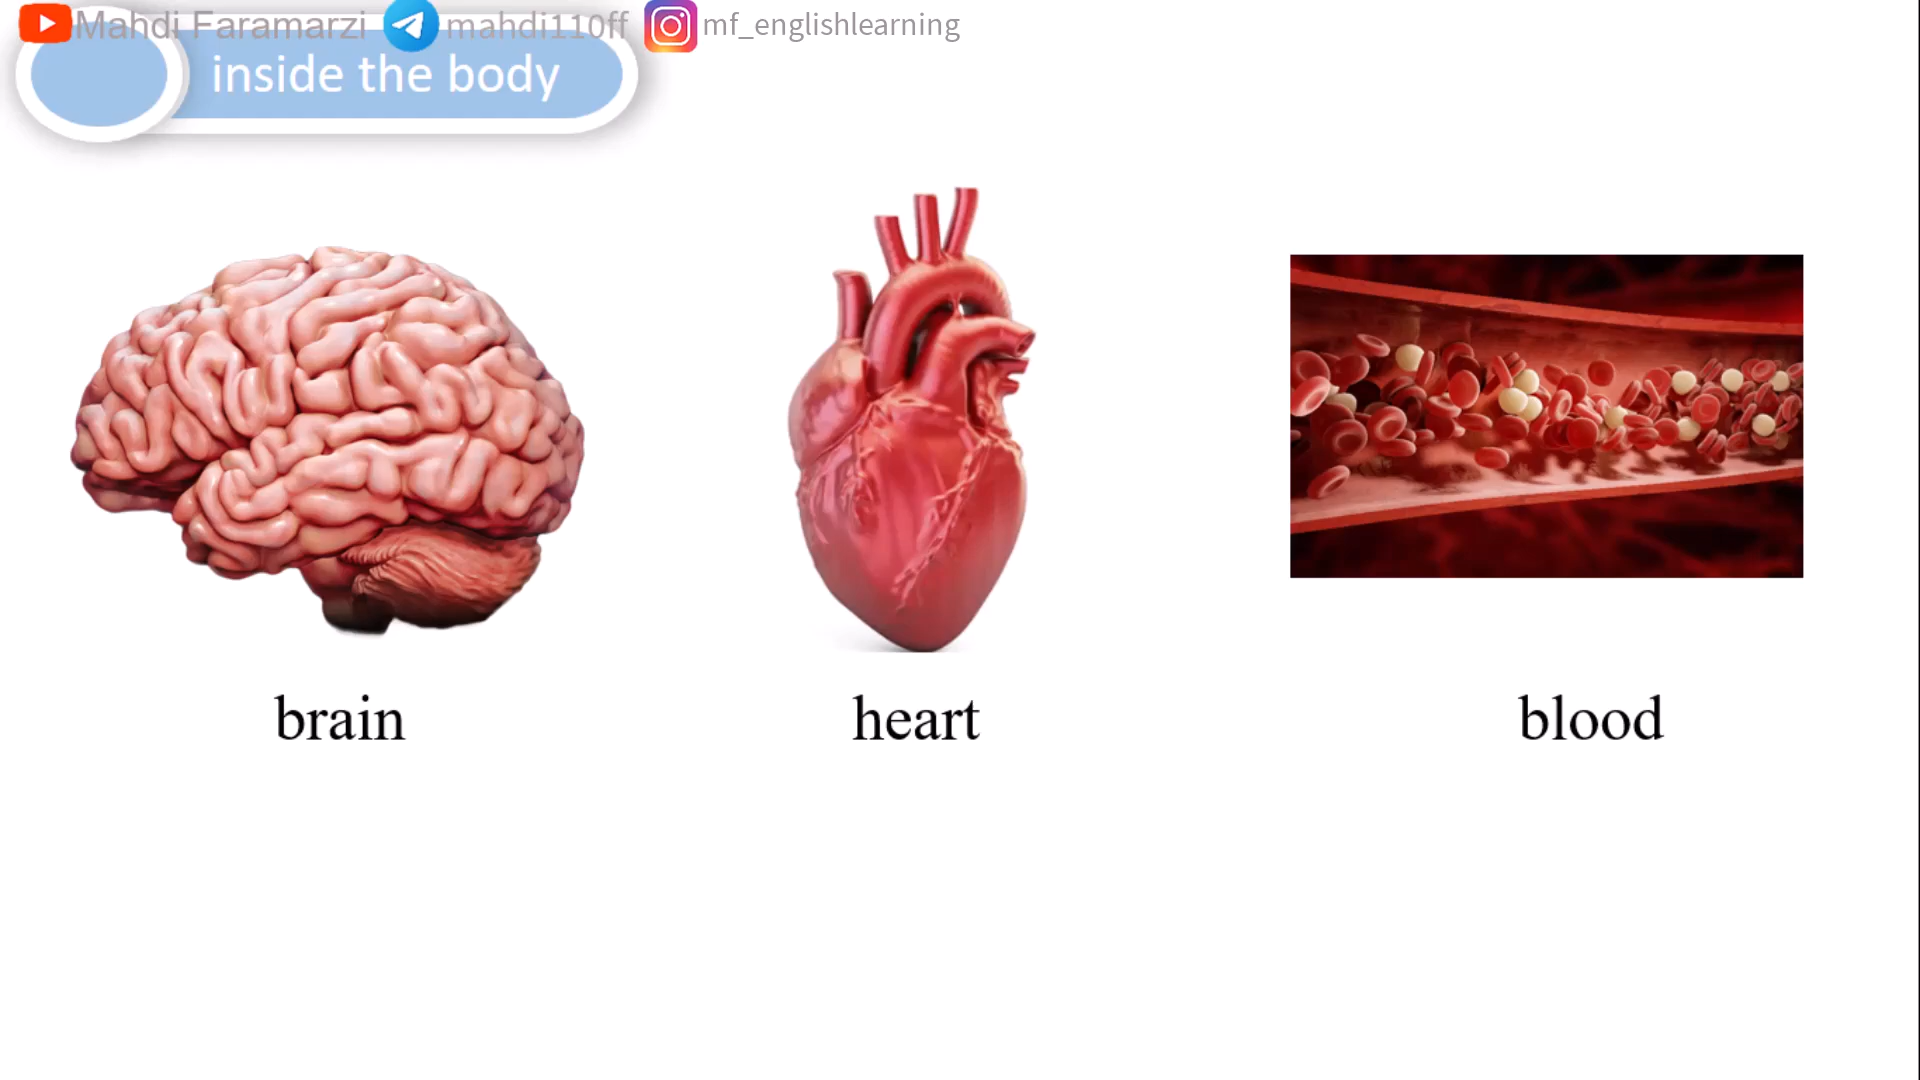 Mahdi Faramarzi mahdi110ff mf_englishlearning
inside the body
brain heart blood